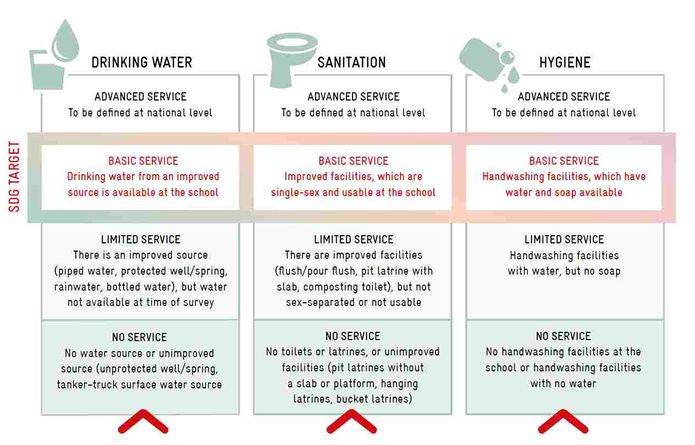 DRINKING WATER
ADVANCED SERVICE
To be defined at national level
BASIC SERVICE
Drinking water from an improved
source is available at the school
LIMITED SERVICE
There is an improved source
(piped water, protected well/spring,
rainwater, bottled water), but water
not available at time of survey
NO SERVICE
No water source or unimproved
source (unprotected well/spring,
tanker-truck surface water source
SANITATION
ADVANCED SERVICE
To be defined at national level
BASIC SERVICE
Improved facilities, which are
single-sex and usable at the school
LIMITED SERVICE
There are improved facilities
(flush/pour flush, pit latrine with
slab, composting toilet), but not
sex-separated or not usable
NO SERVICE
No toilets or latrines, or unimproved
facilities (pit latrines without
a slab or platform, hanging
latrines, bucket latrines)
HYGIENE
ADVANCED SERVICE
To be defined at national level
BASIC SERVICE
Handwashing facilities, which have
water and soap available
LIMITED SERVICE
Handwashing facilities
with water, but no soap
NO SERVICE
No handwashing facilities at the
school or handwashing facilities
with no water
SDG TARGET